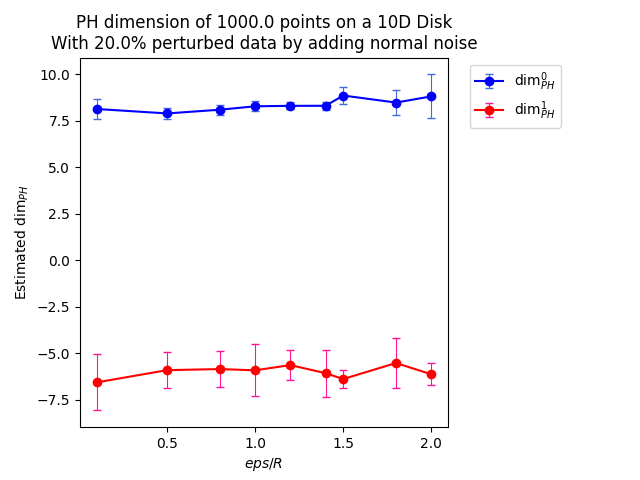 PH dimension of 1000.0 points on a 10D Disk
With 20.0% perturbed data by adding normal noise
10.0
7.5
5.0
2.5
0.0
−2.5
−5.0
−7.5
Estimated dim_{PH}
0.5
1.0
1.5
2.0
eps/R
dim^0_{PH}
dim^1_{PH}